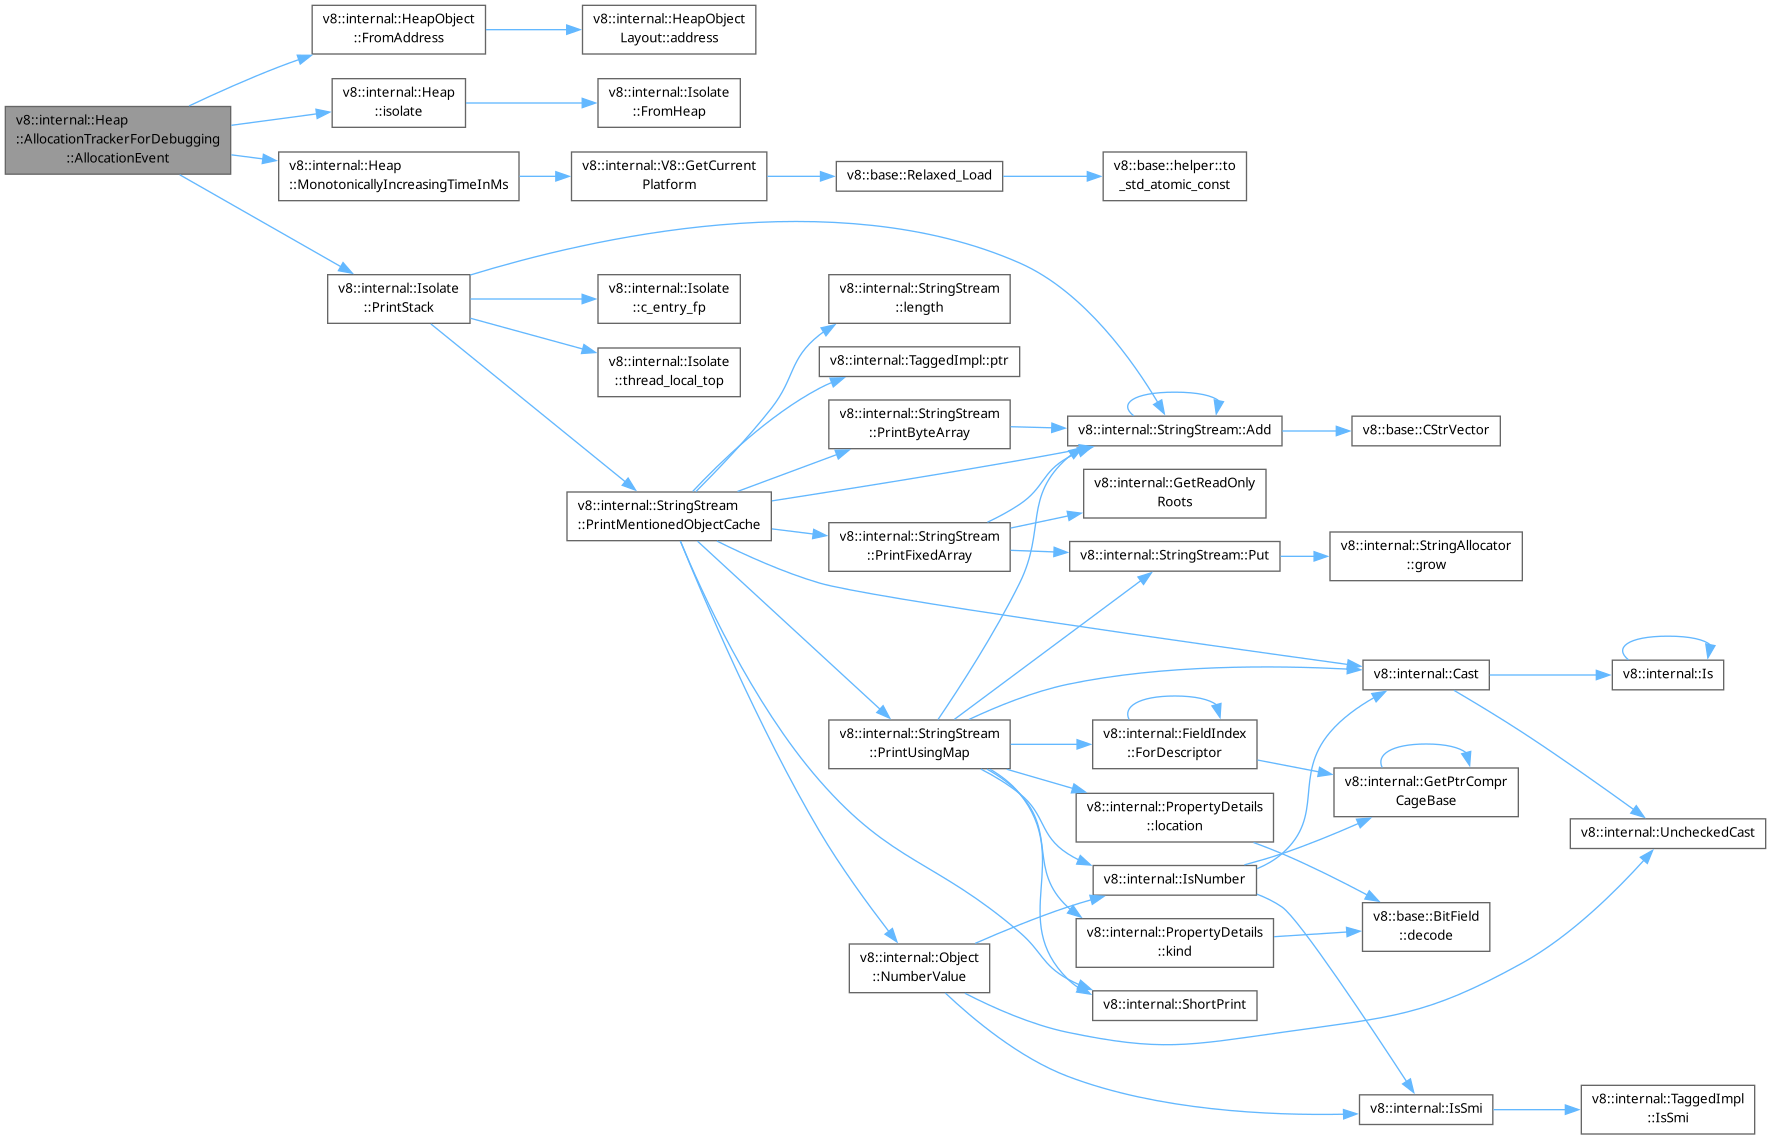 v8::internal::HeapObject
::FromAddress
v8::internal::HeapObject
Layout::address
v8::internal::Heap
::isolate
v8::internal::Isolate
::FromHeap
v8::internal::Heap
::AllocationTrackerForDebugging
::AllocationEvent
v8::internal::Heap
::MonotonicallyIncreasingTimeInMs
v8::internal::V8::GetCurrent
Platform
v8::base::Relaxed_Load
v8::base::helper::to
_std_atomic_const
v8::internal::Isolate
::PrintStack
v8::internal::Isolate
::c_entry_fp
v8::internal::StringStream
::length
v8::internal::Isolate
::thread_local_top
v8::internal::TaggedImpl::ptr
v8::internal::StringStream
::PrintByteArray
v8::internal::StringStream::Add
v8::base::CStrVector
v8::internal::GetReadOnly
Roots
v8::internal::StringStream
::PrintMentionedObjectCache
v8::internal::StringStream
::PrintFixedArray
v8::internal::StringStream::Put
v8::internal::StringAllocator
::grow
v8::internal::Cast
v8::internal::Is
v8::internal::StringStream
::PrintUsingMap
v8::internal::FieldIndex
::ForDescriptor
v8::internal::GetPtrCompr
CageBase
v8::internal::PropertyDetails
::location
v8::internal::UncheckedCast
v8::internal::IsNumber
v8::base::BitField
::decode
v8::internal::PropertyDetails
::kind
v8::internal::Object
::NumberValue
v8::internal::ShortPrint
v8::internal::IsSmi
v8::internal::TaggedImpl
::IsSmi